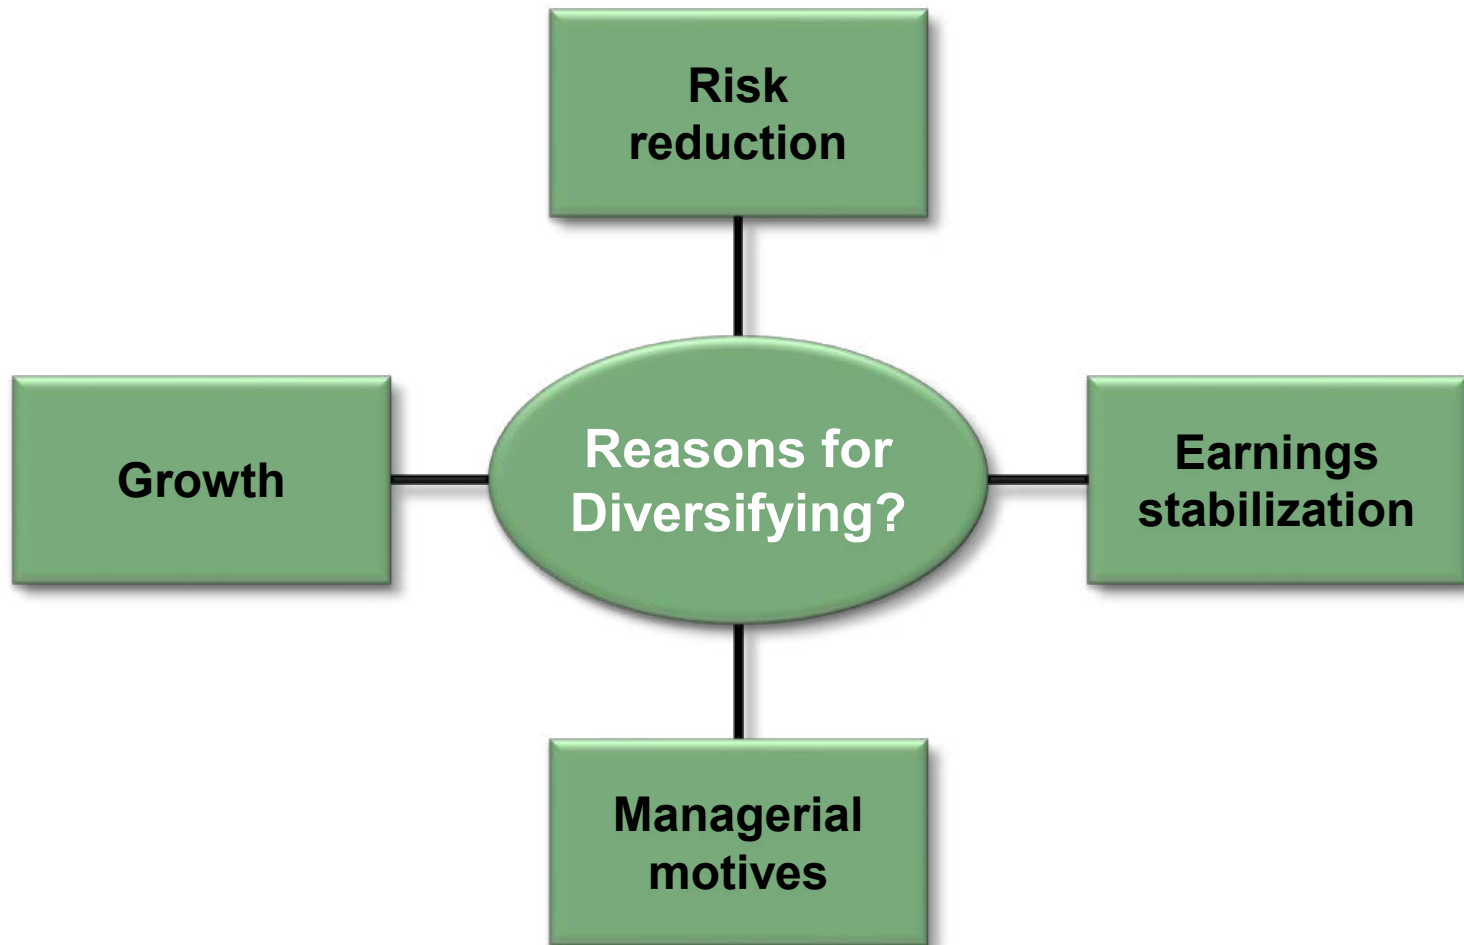 Risk
reduction
Growth
Reasons for
Diversifying?
Earnings
stabilization
Managerial
motives